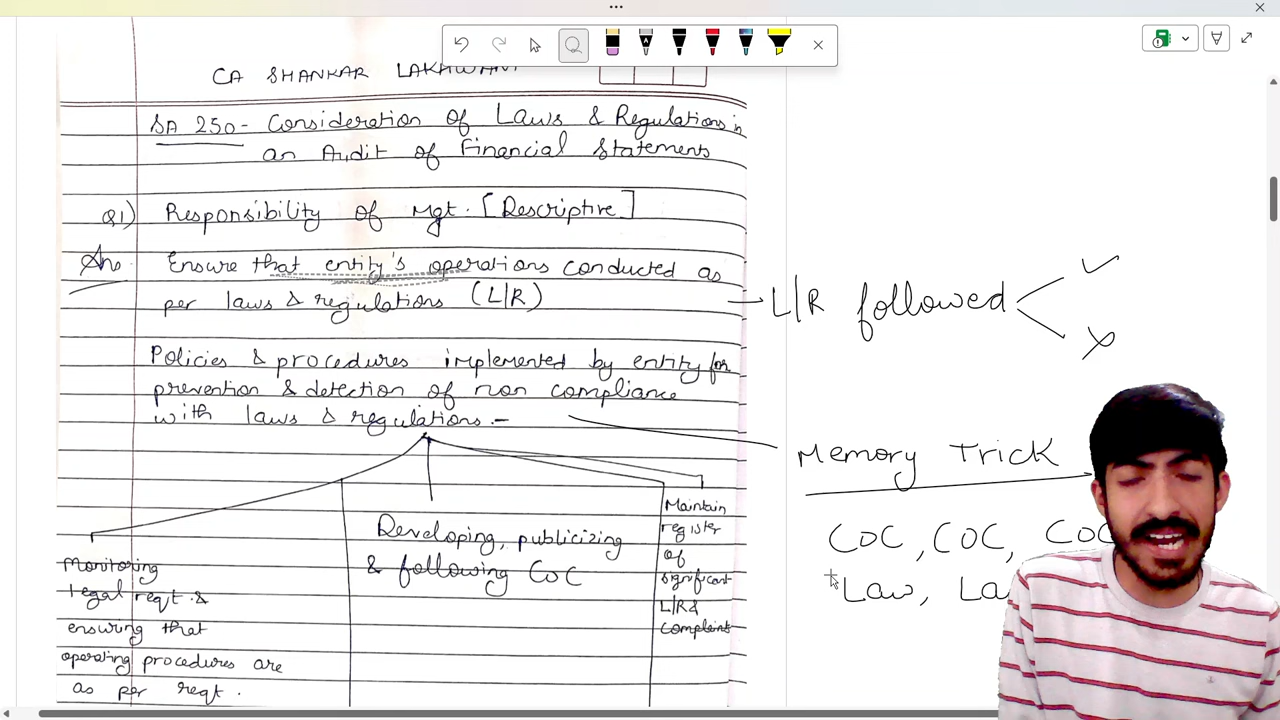 CA SHANKAR LAKHWANI
SA 250 - Consideration of Laws & Regulations in
an Audit of Financial Statements
Q1) Responsibility of Mgt. [Descriptive]
Ans Ensure that entity's operations conducted as
per laws & regulations (L/R)
→ L/R followed ✓
x
Policies & procedures implemented by entity for
prevention & detection of non compliance
with laws & regulations. -
Memory Trick
COC, COC, COC
Law,
Monitoring
legal reqt. &
ensuring that
operating procedures are
as per reqt.
Developing, publicizing
& following CoC
Maintain
register
of
significant
L/R &
complaints